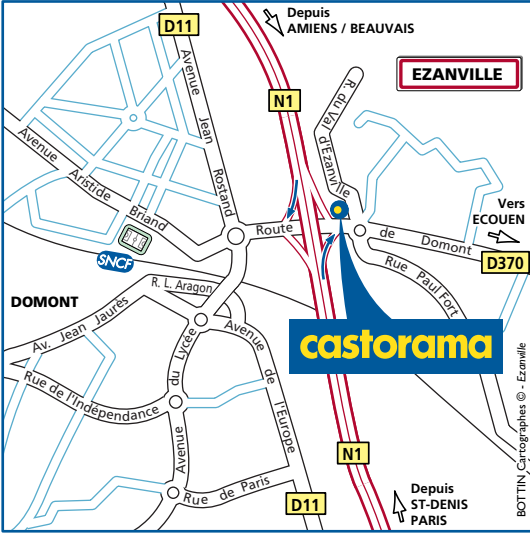 Depuis
AMIENS / BEAUVAIS
D11
EZANVILLE
N1
Avenue Jean Rostand
R. du Val d'Ezanville
Avenue Aristide Briand
Vers
ECOUEN
Route de Domont
D370
SNCF
Rue Paul Fort
R. L. Aragon
DOMONT
Av. Jean Jaurès
castorama
Avenue de l'Europe
Avenue du Lycée
Rue de l'Indépendance
N1
Rue de Paris
D11
Depuis
ST-DENIS
PARIS
BOTTIN Cartographes © - Ezanville